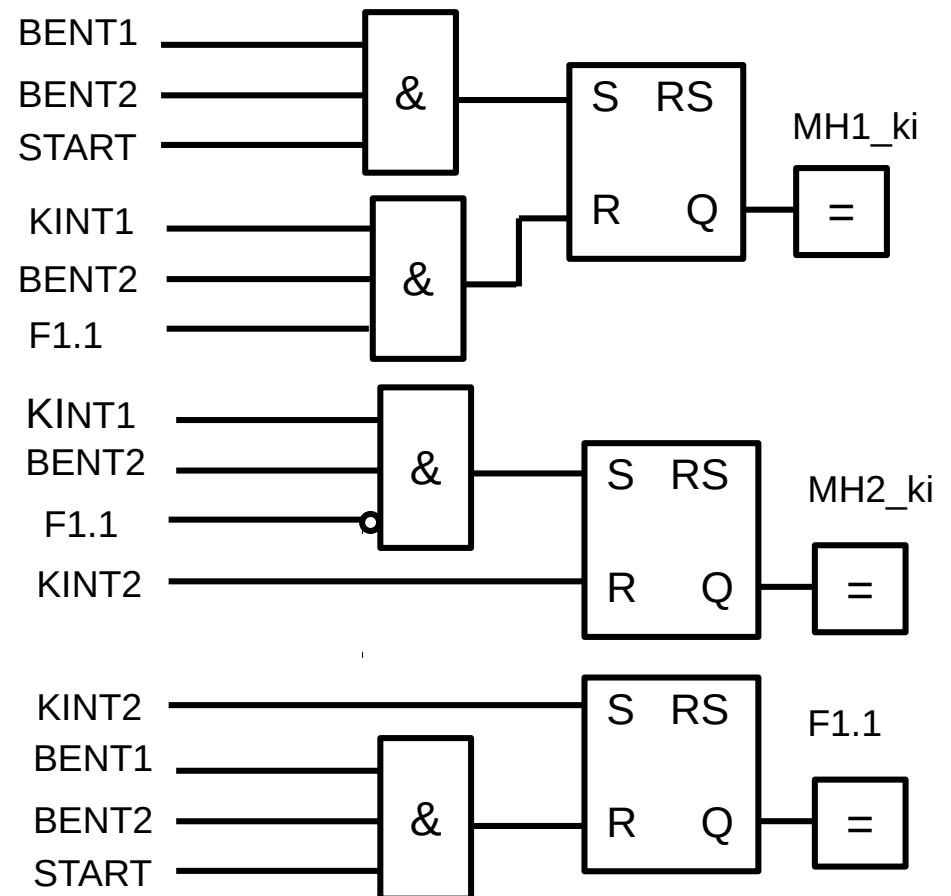 BENT1
BENT2
START
&
S RS
R Q
MH1_ki
=
KINT1
BENT2
F1.1
&
KINT1
BENT2
F1.1
&
KINT2
S RS
R Q
MH2_ki
=
KINT2
BENT1
BENT2
START
&
S RS
R Q
F1.1
=